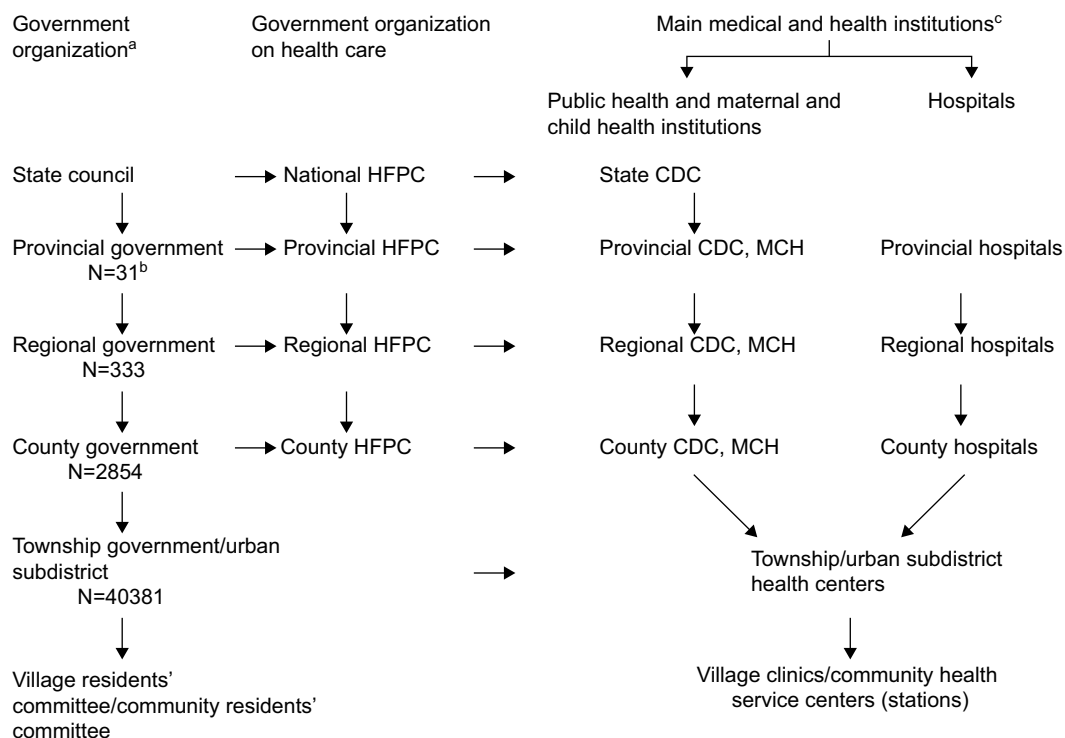 Government
organizationᵃ
Government organization
on health care
Main medical and health institutionsᶜ
Public health and maternal and
child health institutions
Hospitals
State council
National HFPC
State CDC
Provincial government
N=31ᵇ
Provincial HFPC
Provincial CDC, MCH
Provincial hospitals
Regional government
N=333
Regional HFPC
Regional CDC, MCH
Regional hospitals
County government
N=2854
County HFPC
County CDC, MCH
County hospitals
Township government/urban
subdistrict
N=40381
Township/urban subdistrict
health centers
Village residents’
committee/community residents’
committee
Village clinics/community health
service centers (stations)